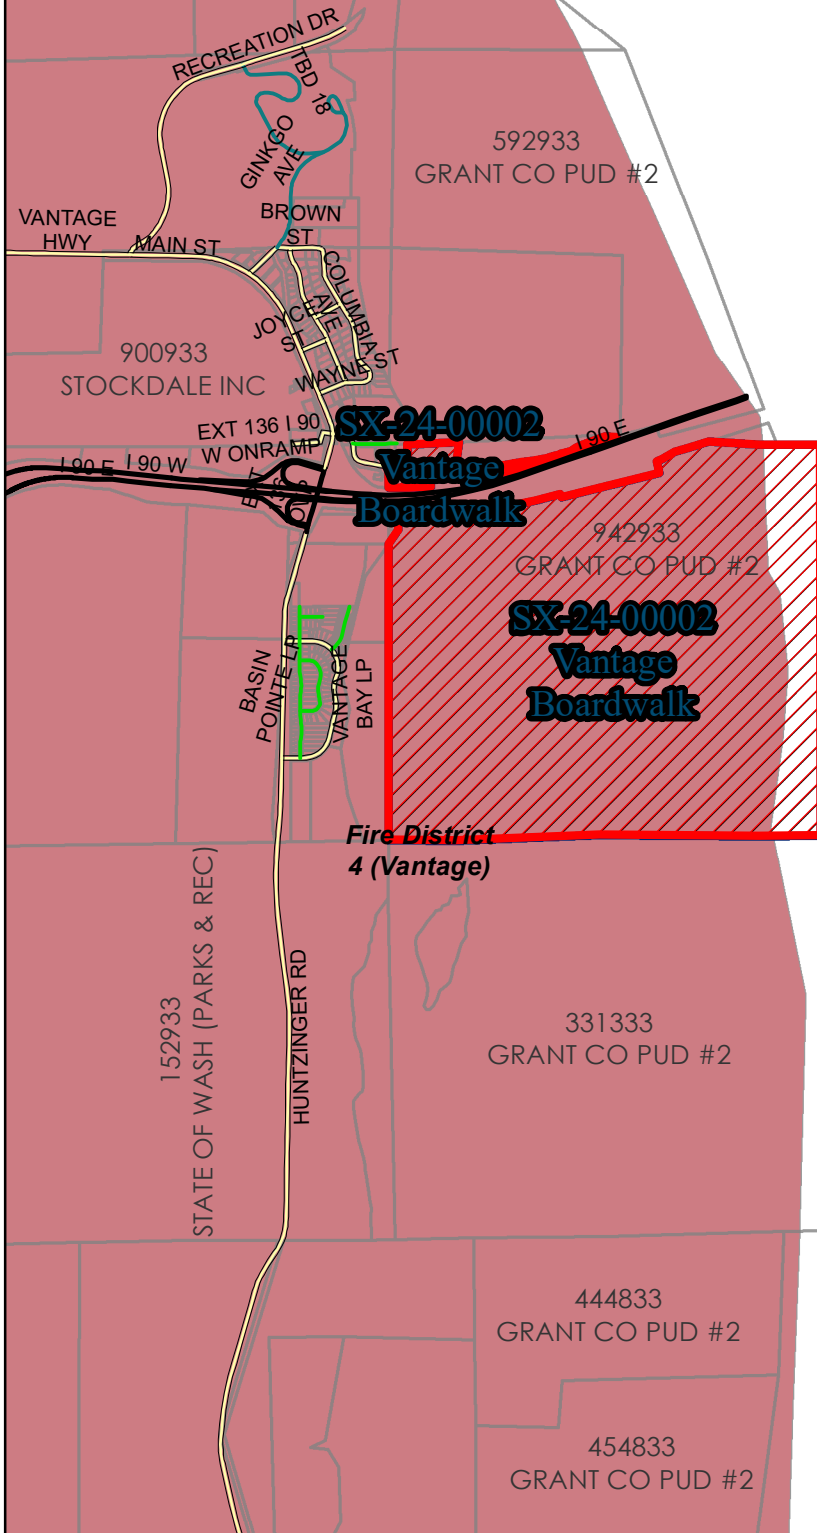 RECREATION DR
TBD 18
GINKGO
AVE
592933
GRANT CO PUD #2
VANTAGE
HWY
BROWN
ST
MAIN ST
COLUMBIA
AVE
JOYCE
ST
WAYNE ST
900933
STOCKDALE INC
EXT 136 I 90
W ONRAMP
SX-24-00002
Vantage
Boardwalk
I 90 E
I 90 E
I 90 W
EXT
136
942933
GRANT CO PUD #2
SX-24-00002
Vantage
Boardwalk
BASIN
POINTE LP
VANTAGE
BAY LP
Fire District
4 (Vantage)
152933
STATE OF WASH (PARKS & REC)
HUNTZINGER RD
331333
GRANT CO PUD #2
444833
GRANT CO PUD #2
454833
GRANT CO PUD #2